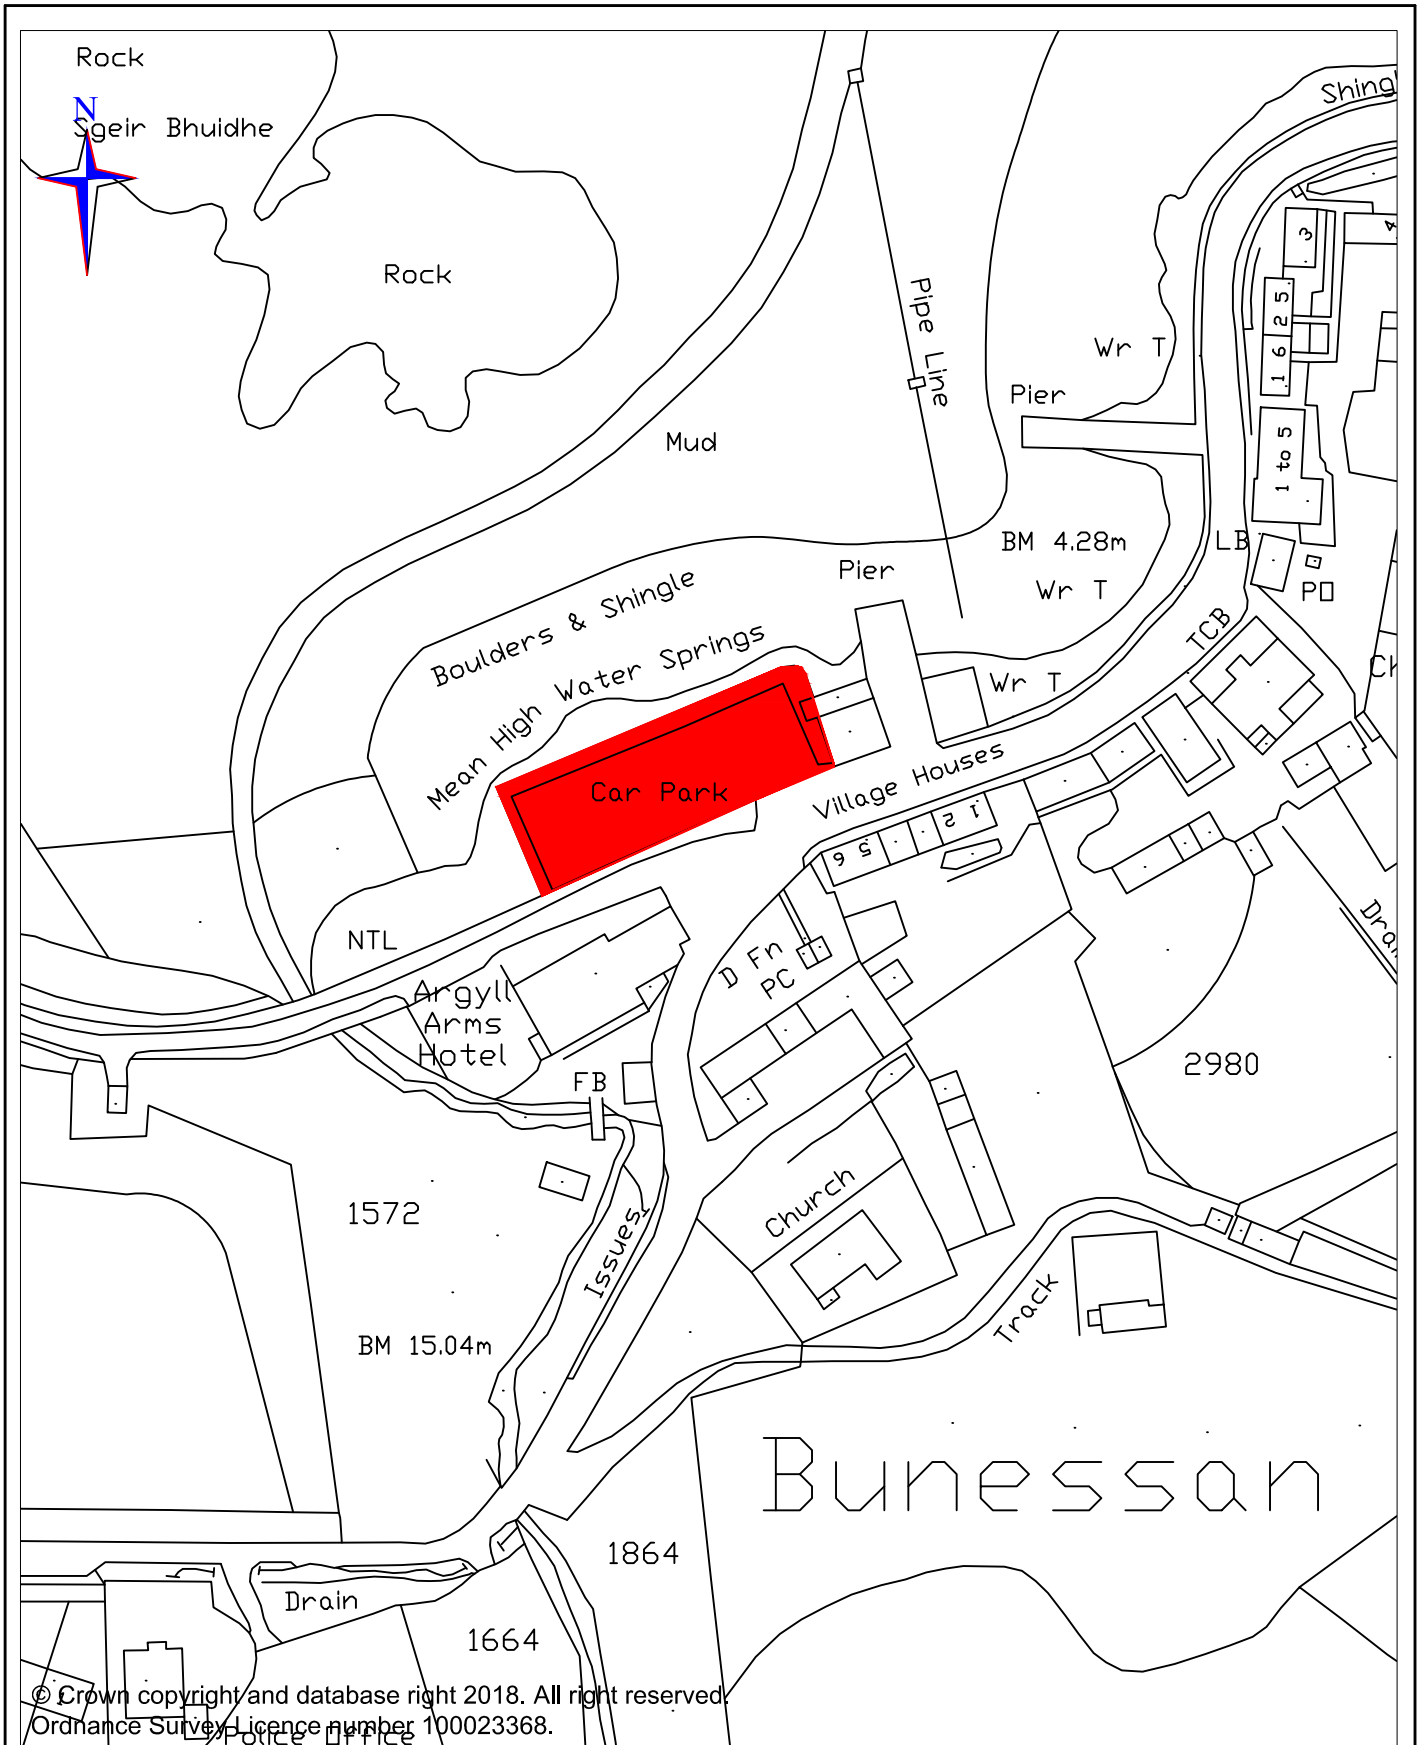 Rock
N
Sgeir Bhuidhe
Rock
Pipe Line
Mud
Wr T
Pier
3
2 5
1 6
1 to 5
BM 4.28m
LB
PO
Wr T
Pier
Boulders & Shingle
Mean High Water Springs
TCB
Wr T
Car Park
Village Houses
1
2
5
6
NTL
D Fn
PC
Argyll
Arms
Hotel
FB
2980
1572
Church
Issues
Track
BM 15.04m
Bunessan
1864
Drain
1664
© Crown copyright and database right 2018. All right reserved.
Ordnance Survey Licence number 100023368.
Police Office